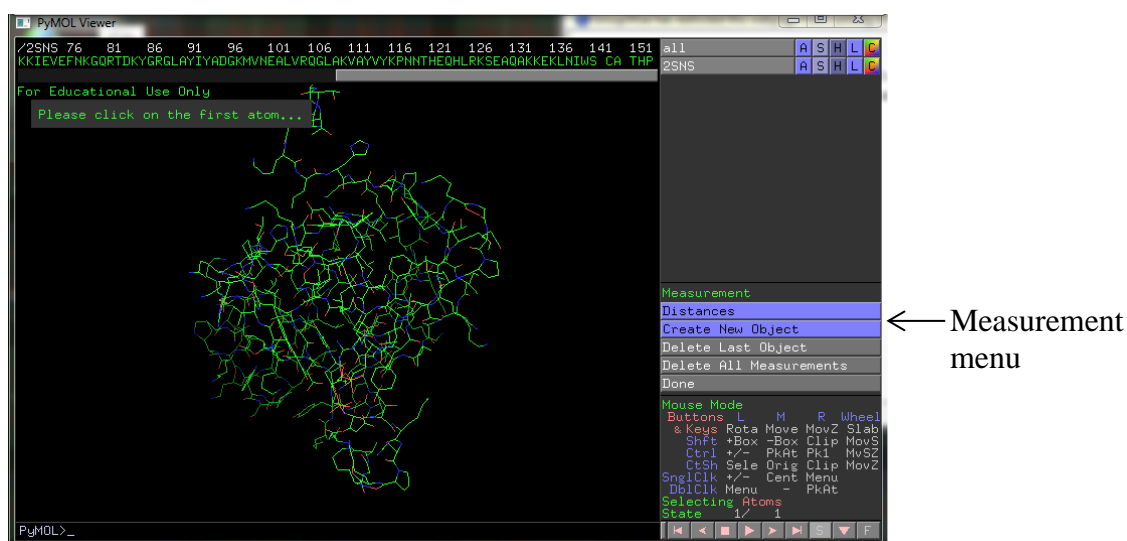 PyMOL Viewer
/2SNS 76 81 86 91 96 101 106 111 116 121 126 131 136 141 151
KKIEVEFNKGQRTDKYGRGLAYIYADGKMVNEALVRQGLAKVAYVYKPNNTHEQHLRKSEAQAKKEKLNIWS CA THP
For Educational Use Only
Please click on the first atom...
all A S H L C
2SNS A S H L C
Measurement
Distances
Create New Object
Delete Last Object
Delete All Measurements
Done
Measurement
menu
Mouse Mode
Buttons L M R Wheel
& Keys Rota Move MovZ Slab
Shft +Box -Box Clip MovS
Ctrl +/- PkAt Pk1 MvSZ
CtSh Sele Orig Clip MovZ
SnglClk +/- Cent Menu
DblClk Menu - PkAt
Selecting Atoms
State 1/ 1
PyMOL>_
S F